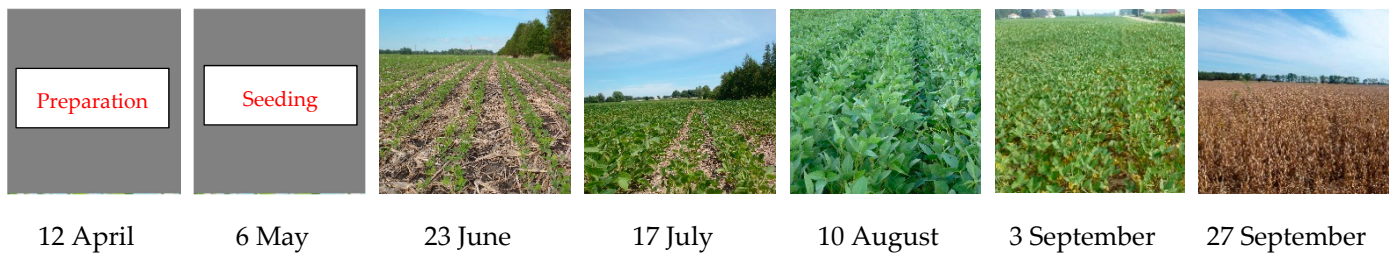 Preparation
Seeding
12 April
6 May
23 June
17 July
10 August
3 September
27 September